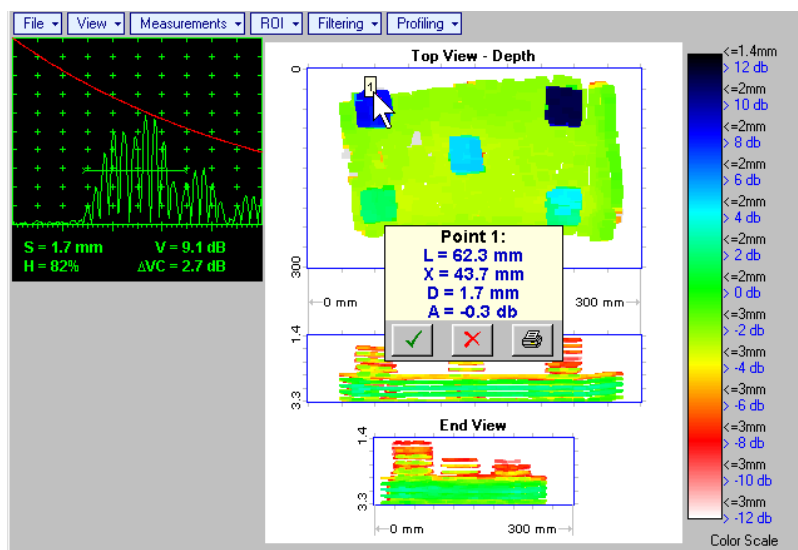 File View Measurements ROI Filtering Profiling
S = 1.7 mm V = 9.1 dB
H = 82% ΔVC = 2.7 dB
Top View - Depth
0
1
300
0 mm 300 mm
Point 1:
L = 62.3 mm
X = 43.7 mm
D = 1.7 mm
A = -0.3 db
1.4
3.3
End View
1.4
3.3
0 mm 300 mm
<=1.4mm
> 12 db
<=2mm
> 10 db
<=2mm
> 8 db
<=2mm
> 6 db
<=2mm
> 4 db
<=2mm
> 2 db
<=2mm
> 0 db
<=3mm
> -2 db
<=3mm
> -4 db
<=3mm
> -6 db
<=3mm
> -8 db
<=3mm
> -10 db
<=3mm
> -12 db
Color Scale